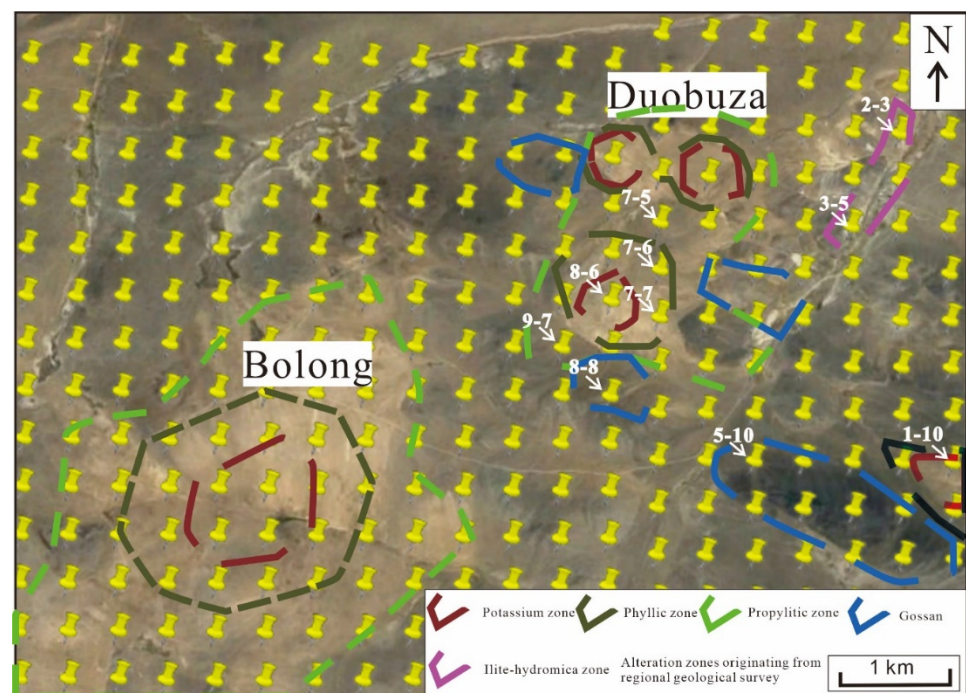 N
Duobuza
2-3
7-5
3-5
7-6
8-6
7-7
9-7
Bolong
8-8
5-10
1-10
Potassium zone
Phyllic zone
Propylitic zone
Gossan
Ilite-hydromica zone
Alteration zones originating from
regional geological survey
1 km